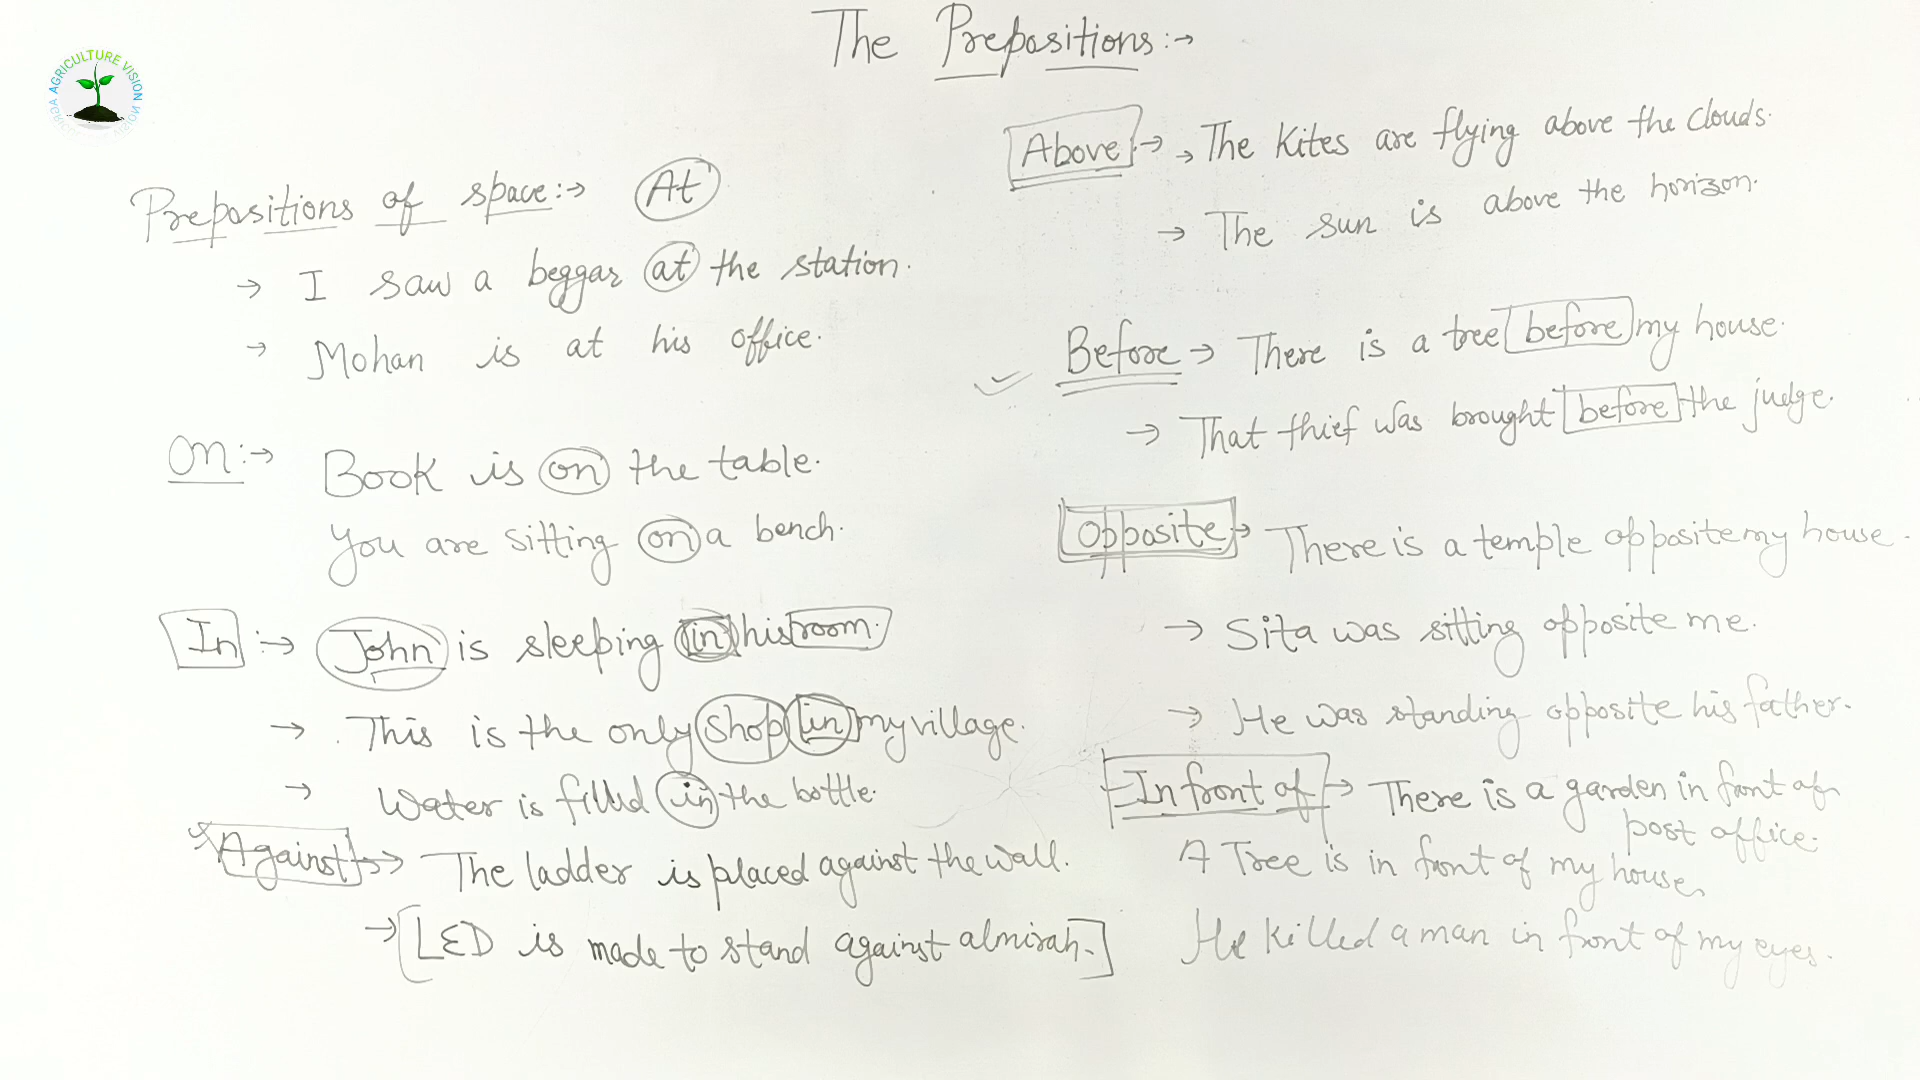 The Prepositions:→
AGRICULTURE VISION
Prepositions of space:→ At
→ I saw a beggar at the station.
→ Mohan is at his office.
On:→ Book is on the table.
You are sitting on a bench.
In :→ John is sleeping in his room.
→ This is the only shop in my village.
→ Water is filled in the bottle.
Against →→ The ladder is placed against the wall.
→ [LED is made to stand against almirah.]
Above →→ The Kites are flying above the clouds.
→ The sun is above the horizon.
Before → There is a tree before my house.
→ That thief was brought before the judge.
Opposite → There is a temple opposite my house.
→ Sita was sitting opposite me.
→ He was standing opposite his father.
In front of → There is a garden in front of
post office.
A Tree is in front of my house.
He killed a man in front of my eyes.